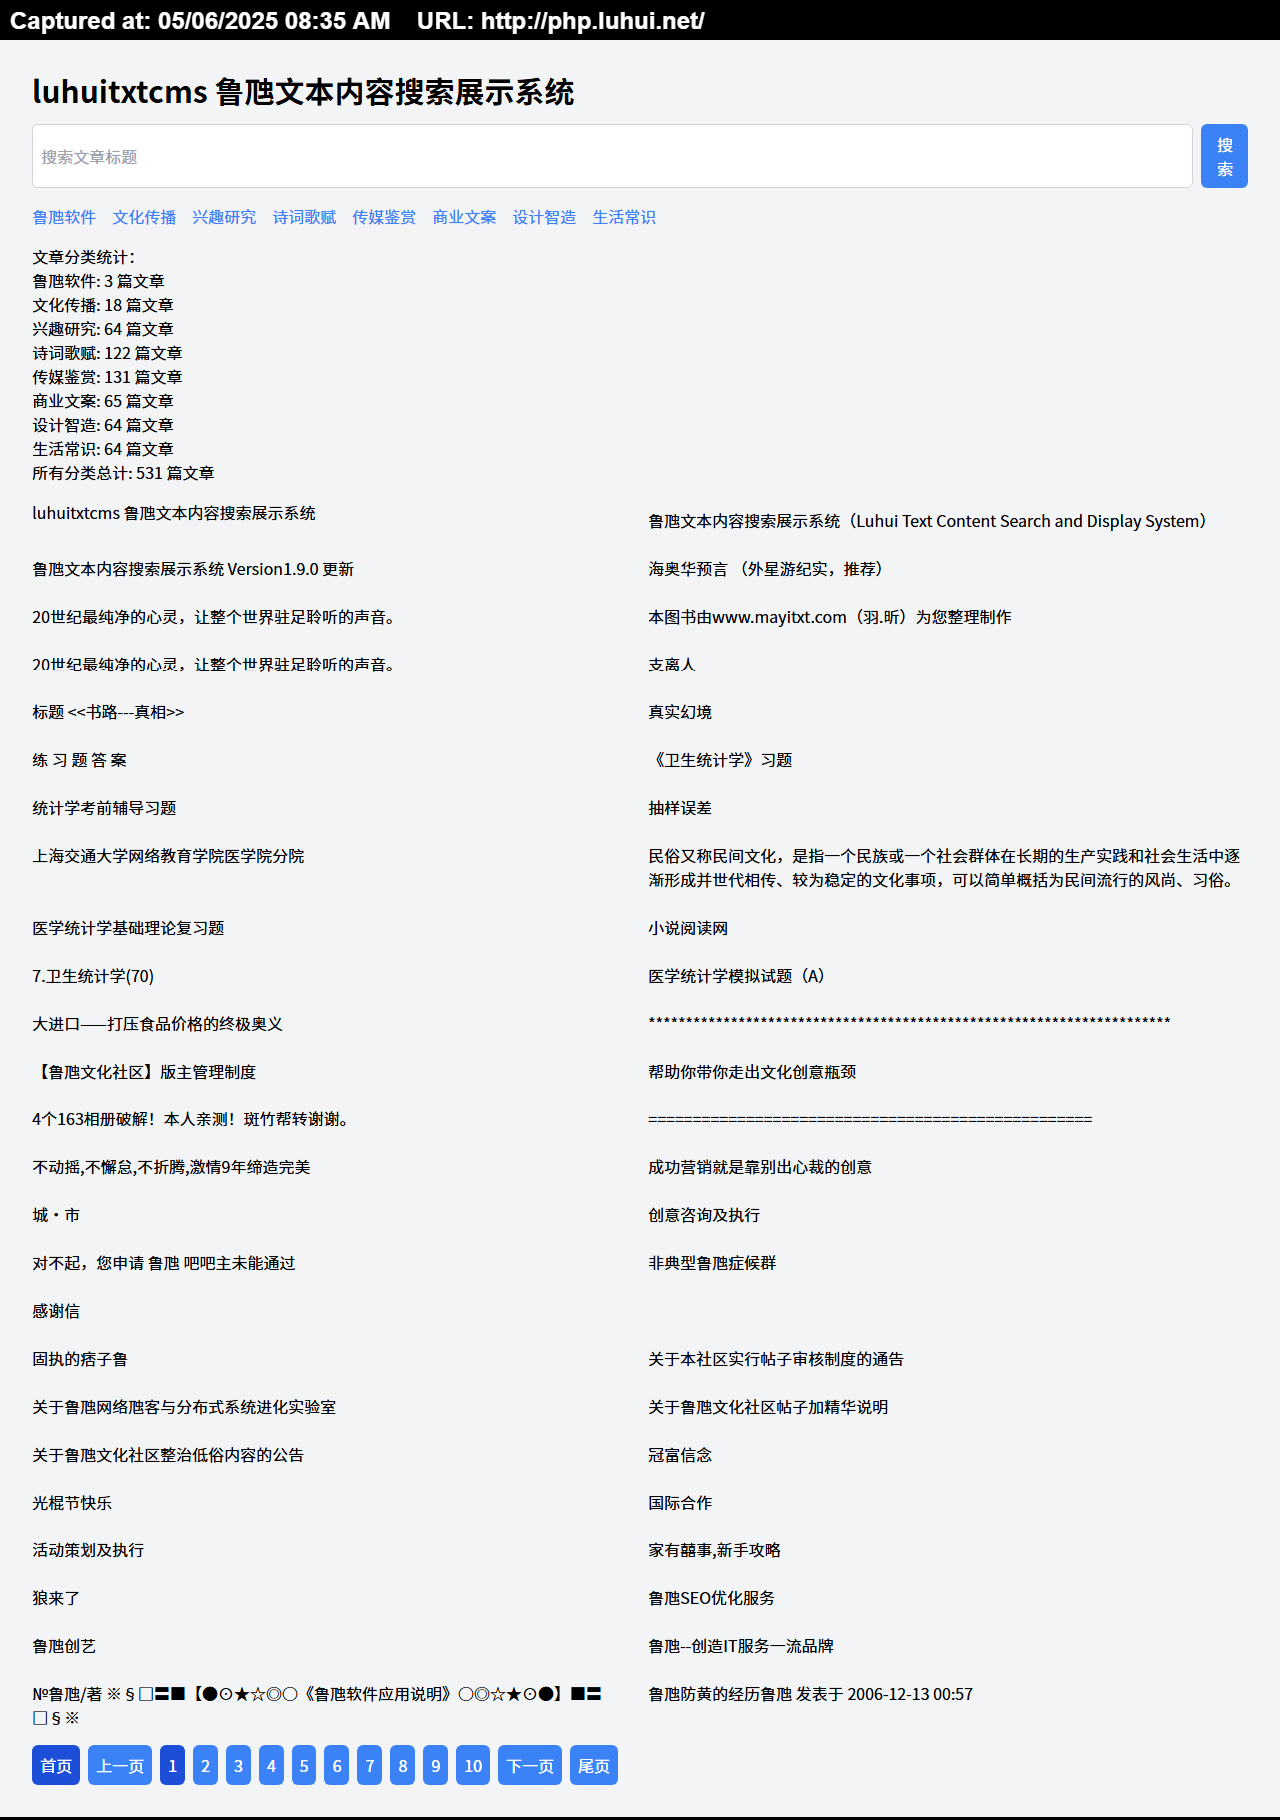 Captured at: 05/06/2025 08:35 AM    URL: http://php.luhui.net/
luhuitxtcms 鲁虺文本内容搜索展示系统
搜索文章标题
搜
索
鲁虺软件 文化传播 兴趣研究 诗词歌赋 传媒鉴赏 商业文案 设计智造 生活常识
文章分类统计：
鲁虺软件: 3 篇文章
文化传播: 18 篇文章
兴趣研究: 64 篇文章
诗词歌赋: 122 篇文章
传媒鉴赏: 131 篇文章
商业文案: 65 篇文章
设计智造: 64 篇文章
生活常识: 64 篇文章
所有分类总计: 531 篇文章
luhuitxtcms 鲁虺文本内容搜索展示系统
鲁虺文本内容搜索展示系统（Luhui Text Content Search and Display System）
鲁虺文本内容搜索展示系统 Version1.9.0 更新
海奥华预言 （外星游纪实，推荐）
20世纪最纯净的心灵，让整个世界驻足聆听的声音。
本图书由www.mayitxt.com（羽.昕）为您整理制作
20世纪最纯净的心灵，让整个世界驻足聆听的声音。
支离人
标题 <<书路---真相>>
真实幻境
练 习 题 答 案
《卫生统计学》习题
统计学考前辅导习题
抽样误差
上海交通大学网络教育学院医学院分院
民俗又称民间文化，是指一个民族或一个社会群体在长期的生产实践和社会生活中逐
渐形成并世代相传、较为稳定的文化事项，可以简单概括为民间流行的风尚、习俗。
医学统计学基础理论复习题
小说阅读网
7.卫生统计学(70)
医学统计学模拟试题（A）
大进口——打压食品价格的终极奥义
**********************************************************************
【鲁虺文化社区】版主管理制度
帮助你带你走出文化创意瓶颈
4个163相册破解！本人亲测！斑竹帮转谢谢。
==================================================
不动摇,不懈怠,不折腾,激情9年缔造完美
成功营销就是靠别出心裁的创意
城·市
创意咨询及执行
对不起，您申请 鲁虺 吧吧主未能通过
非典型鲁虺症候群
感谢信
固执的痞子鲁
关于本社区实行帖子审核制度的通告
关于鲁虺网络虺客与分布式系统进化实验室
关于鲁虺文化社区帖子加精华说明
关于鲁虺文化社区整治低俗内容的公告
冠富信念
光棍节快乐
国际合作
活动策划及执行
家有囍事,新手攻略
狼来了
鲁虺SEO优化服务
鲁虺创艺
鲁虺--创造IT服务一流品牌
№鲁虺/著 ※§□〓■【●⊙★☆◎○《鲁虺软件应用说明》○◎☆★⊙●】■〓
□§※
鲁虺防黄的经历鲁虺 发表于 2006-12-13 00:57
首页 上一页 1 2 3 4 5 6 7 8 9 10 下一页 尾页